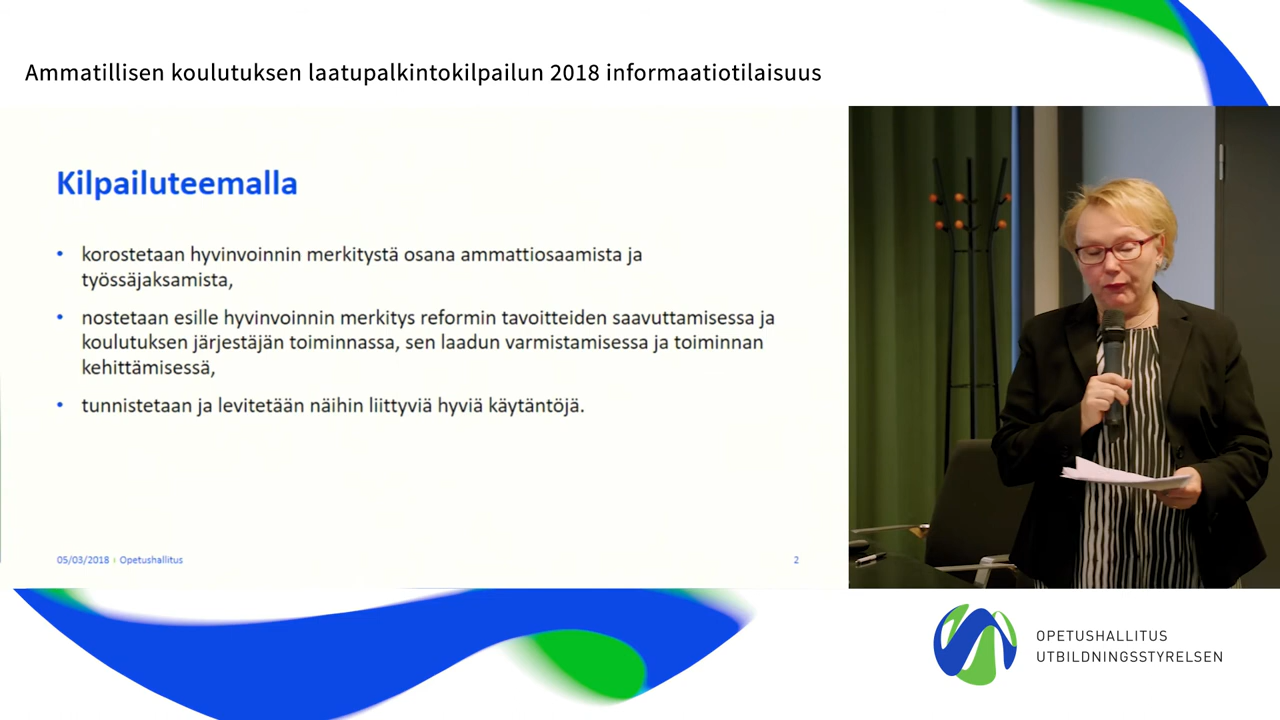 Ammatillisen koulutuksen laatupalkintokilpailun 2018 informaatiotilaisuus
Kilpailuteemalla
• korostetaan hyvinvoinnin merkitystä osana ammattiosaamista ja
työssäjaksamista,
• nostetaan esille hyvinvoinnin merkitys reformin tavoitteiden saavuttamisessa ja
koulutuksen järjestäjän toiminnassa, sen laadun varmistamisessa ja toiminnan
kehittämisessä,
• tunnistetaan ja levitetään näihin liittyviä hyviä käytäntöjä.
05/03/2018 | Opetushallitus 2
OPETUSHALLITUS
UTBILDNINGSSTYRELSEN